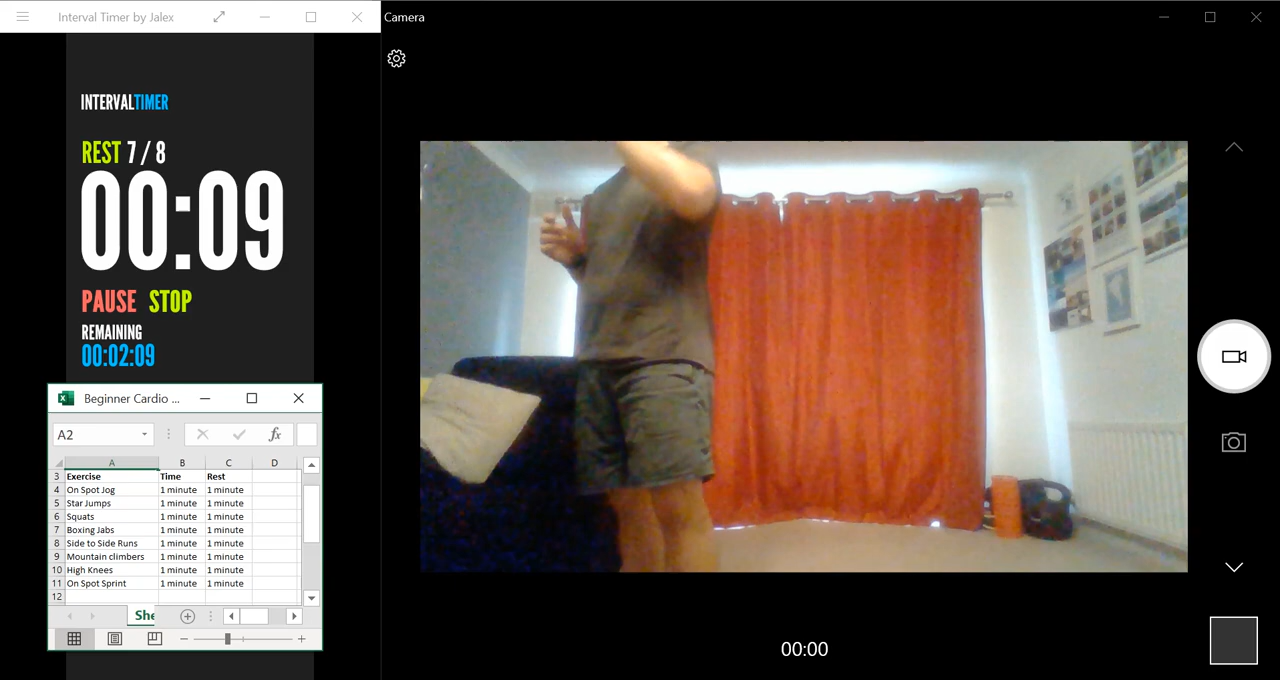 Interval Timer by Jalex
Camera
INTERVALTIMER
REST 7 / 8
00:09
PAUSE STOP
REMAINING
00:02:09
Beginner Cardio ...
A2 fx
A B C D
3 Exercise Time Rest
4 On Spot Jog 1 minute 1 minute
5 Star Jumps 1 minute 1 minute
6 Squats 1 minute 1 minute
7 Boxing Jabs 1 minute 1 minute
8 Side to Side Runs 1 minute 1 minute
9 Mountain climbers 1 minute 1 minute
10 High Knees 1 minute 1 minute
11 On Spot Sprint 1 minute 1 minute
12
She
00:00